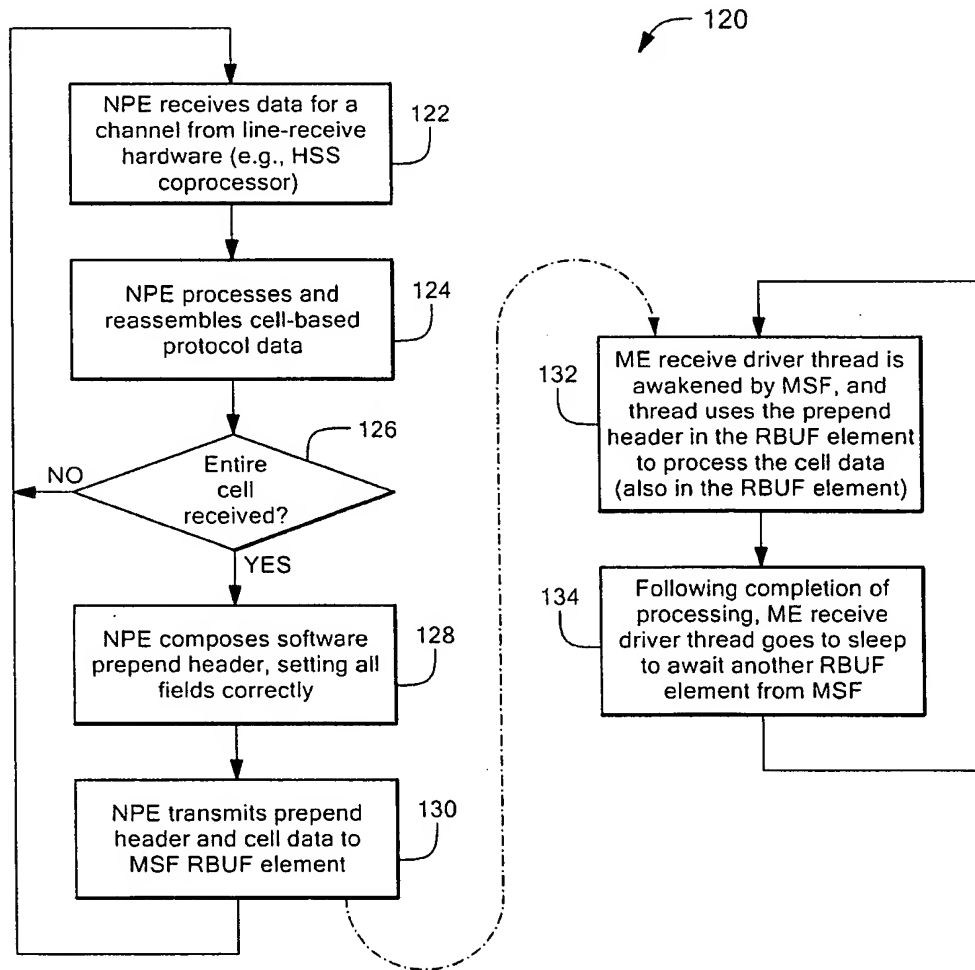 120
NPE receives data for a
channel from line-receive
hardware (e.g., HSS
coprocessor)
122
NPE processes and
reassembles cell-based
protocol data
124
126
Entire
cell
received?
NO
YES
NPE composes software
prepend header, setting all
fields correctly
128
NPE transmits prepend
header and cell data to
MSF RBUF element
130
132
ME receive driver thread is
awakened by MSF, and
thread uses the prepend
header in the RBUF element
to process the cell data
(also in the RBUF element)
134
Following completion of
processing, ME receive
driver thread goes to sleep
to await another RBUF
element from MSF